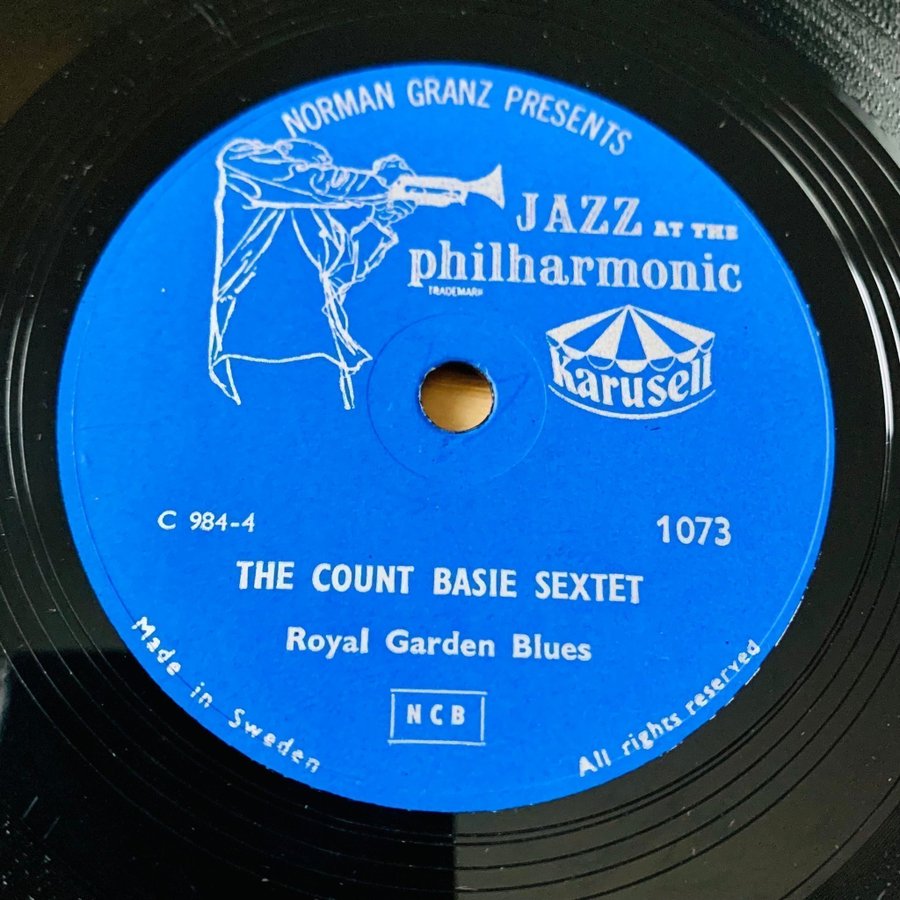 NORMAN GRANZ PRESENTS
JAZZ AT THE
philharmonic
TRADEMARK
Karusell
C 984-4
1073
THE COUNT BASIE SEXTET
Royal Garden Blues
NCB
Made in Sweden
All rights reserved